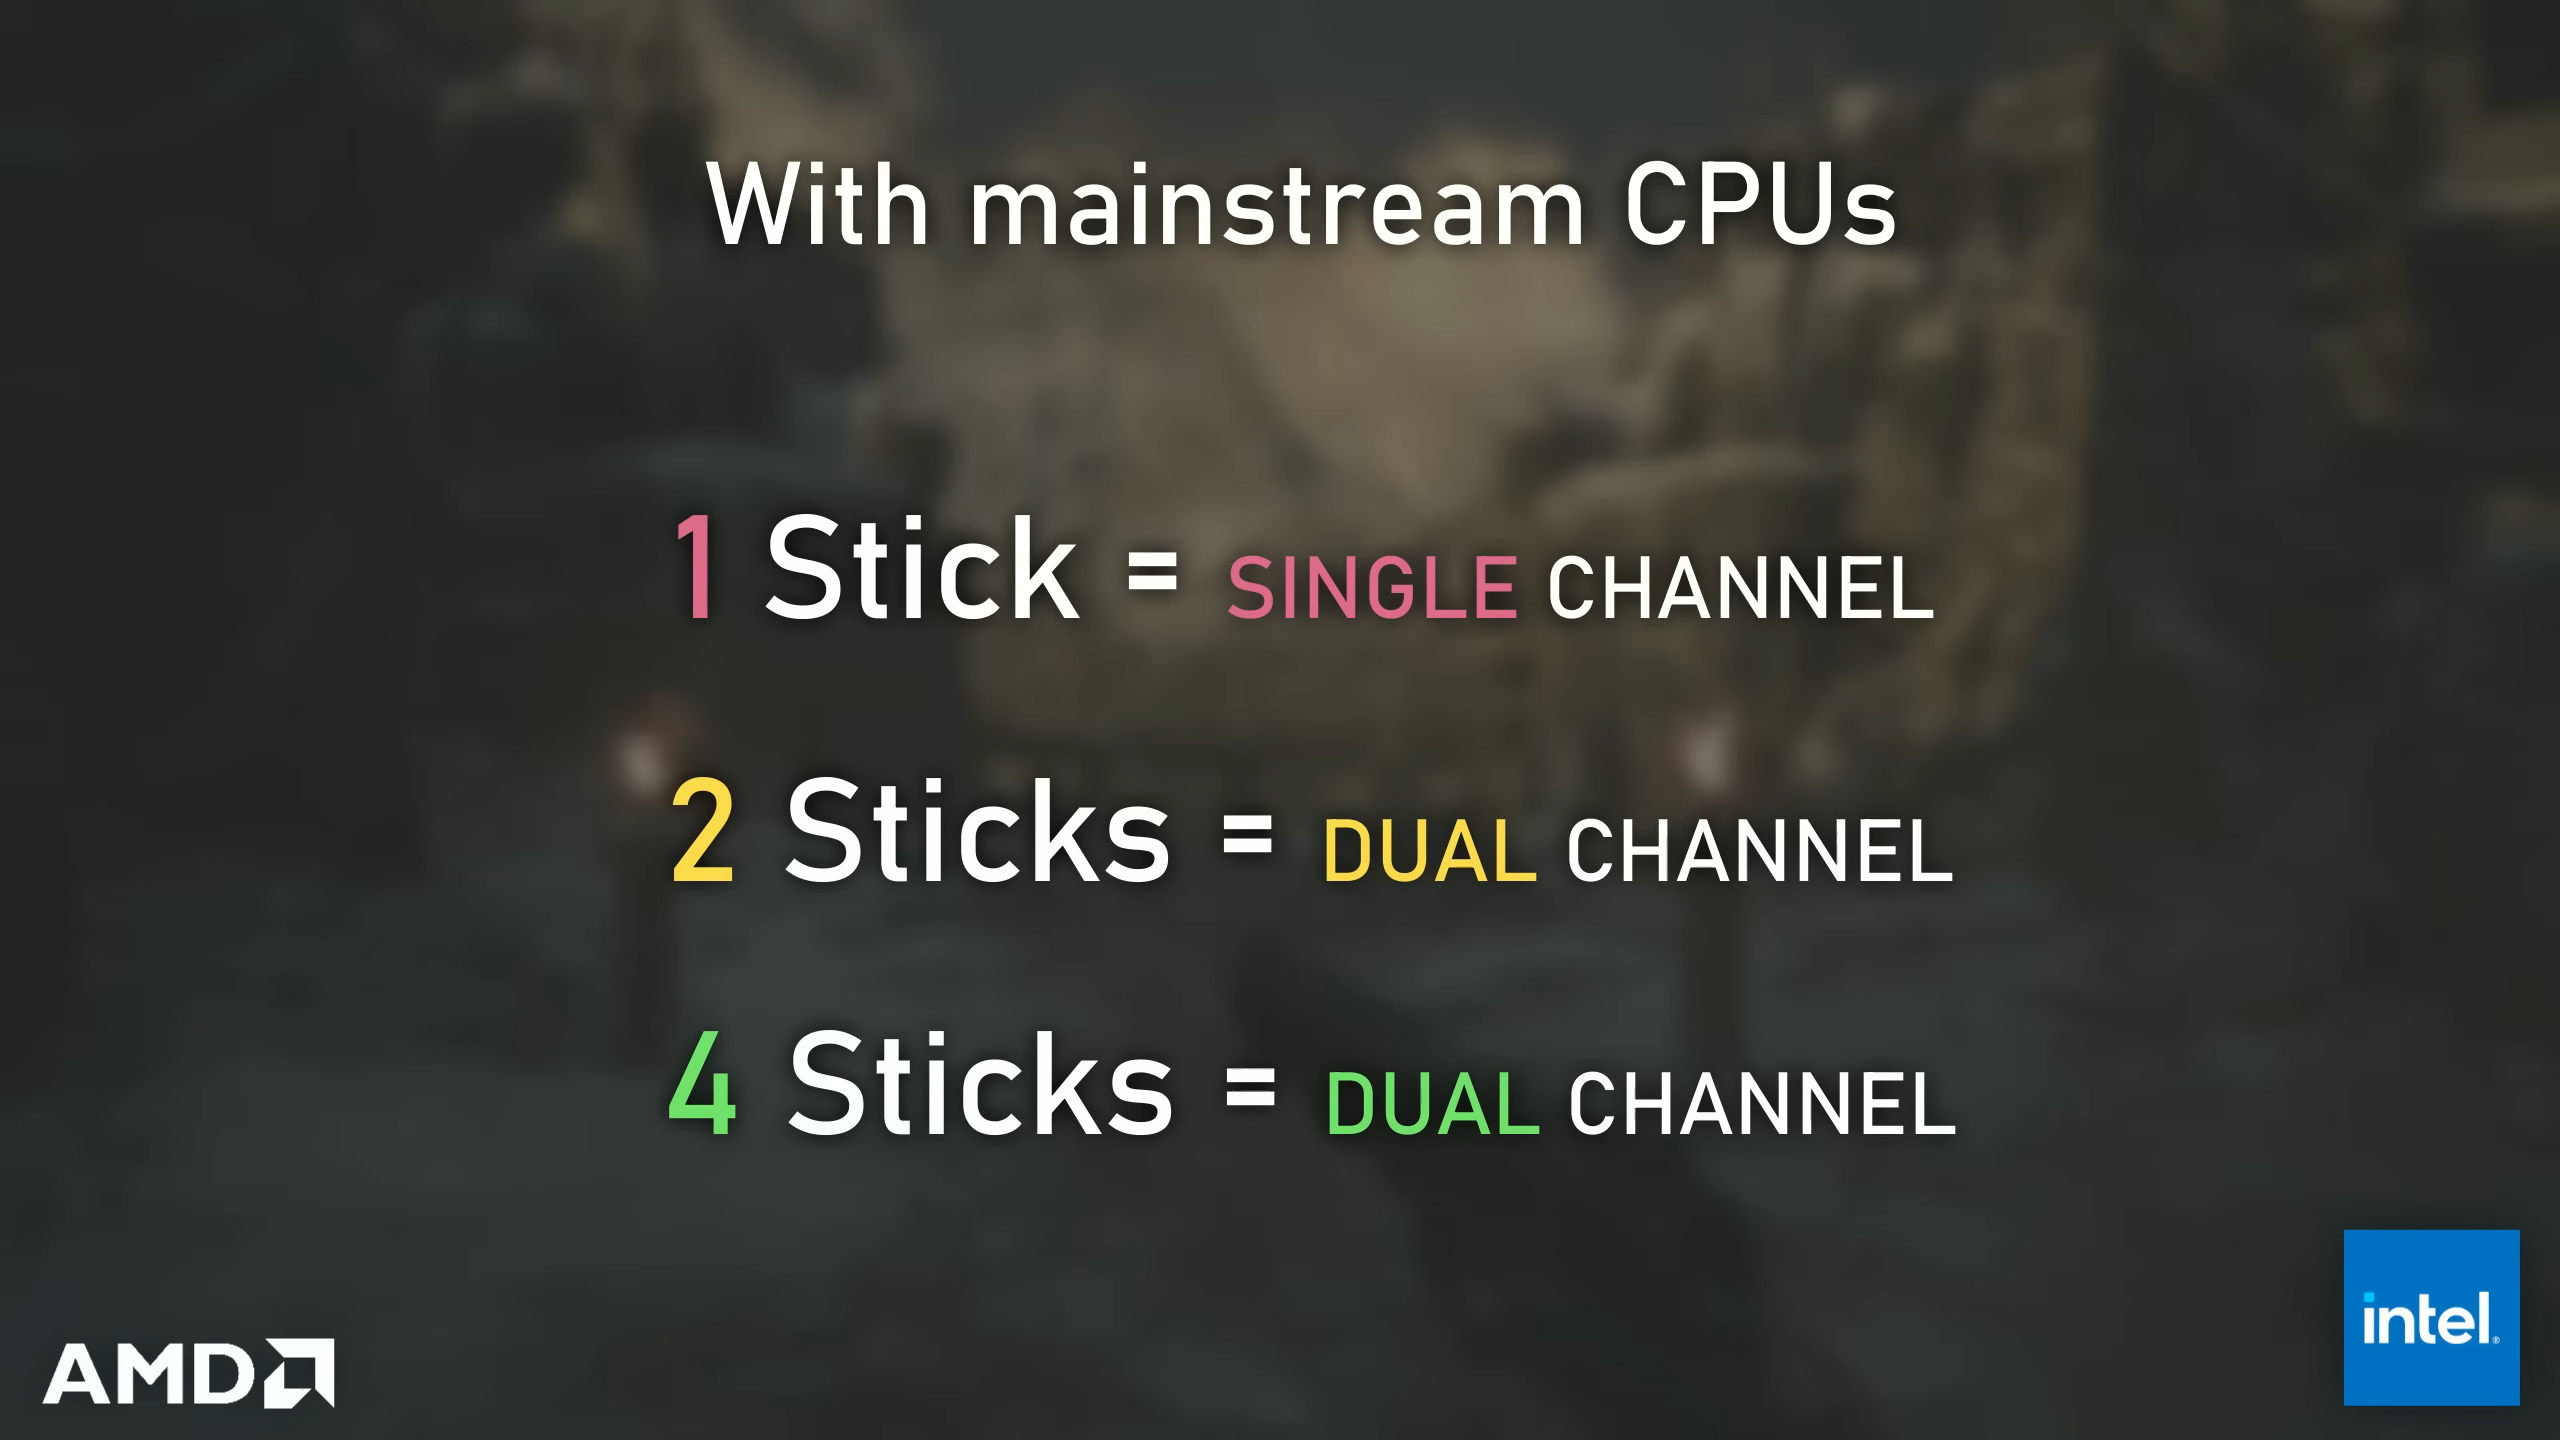 With mainstream CPUs
1 Stick = SINGLE CHANNEL
2 Sticks = DUAL CHANNEL
4 Sticks = DUAL CHANNEL
AMD
intel®